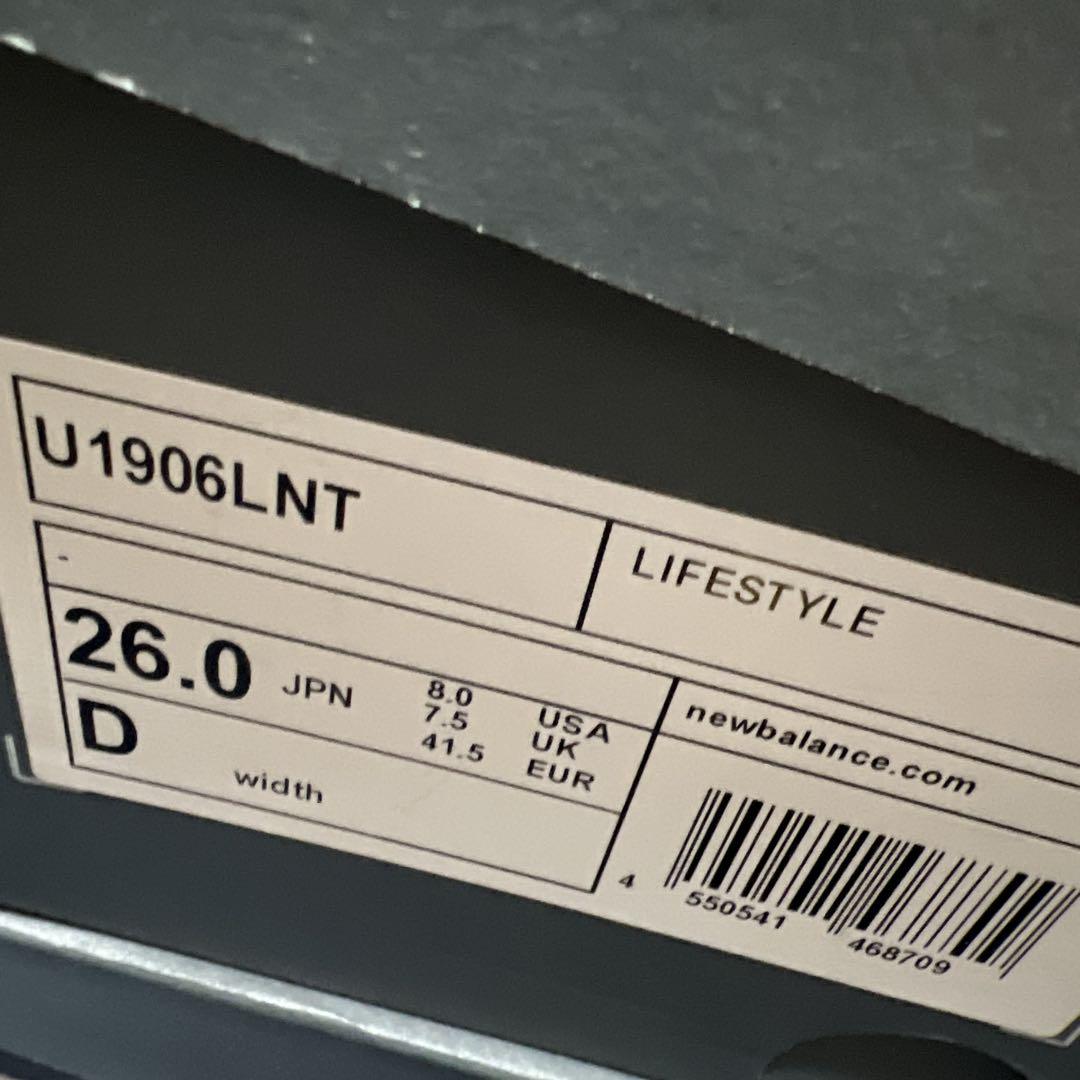 U1906LNT
LIFESTYLE
-
26.0 JPN
8.0 USA
7.5 UK
41.5 EUR
D
width
newbalance.com
4 550541 468709